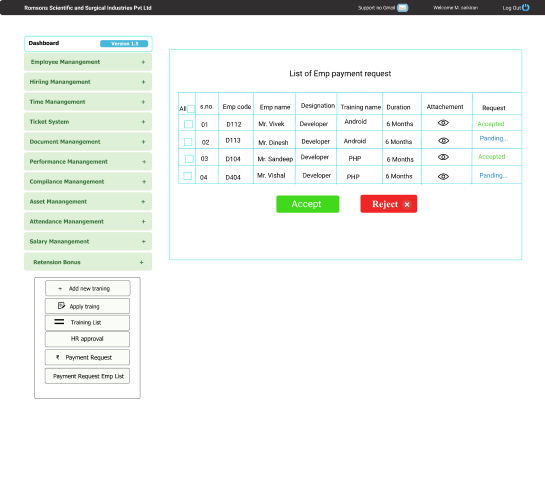 Romsons Scientific and Surgical Industries Pvt Ltd
Support no Gmail
Welcome M. saikiran
Log Out
Dashboard
Version 1.5
Employee Manangement +
Hiriing Manangement +
Time Manangement +
Ticket System +
Document Manangement +
Performance Manangement +
Compliance Manangement +
Asset Manangement +
Attendance Manangement +
Salary Manangement +
Retension Bonus +
+ Add new traning
Apply traing
Training List
HR approval
₹ Payment Request
Payment Request Emp List
List of Emp payment request
All s.no. Emp code Emp name Designation Training name Duration Attachement Request
01 D112 Mr. Vivek Developer Android 6 Months Accepted
02 D113 Mr. Dinesh Developer Android 6 Months Panding...
03 D104 Mr. Sandeep Developer PHP 6 Months Accepted
04 D404 Mr. Vishal Developer PHP 6 Months Panding...
Accept
Reject